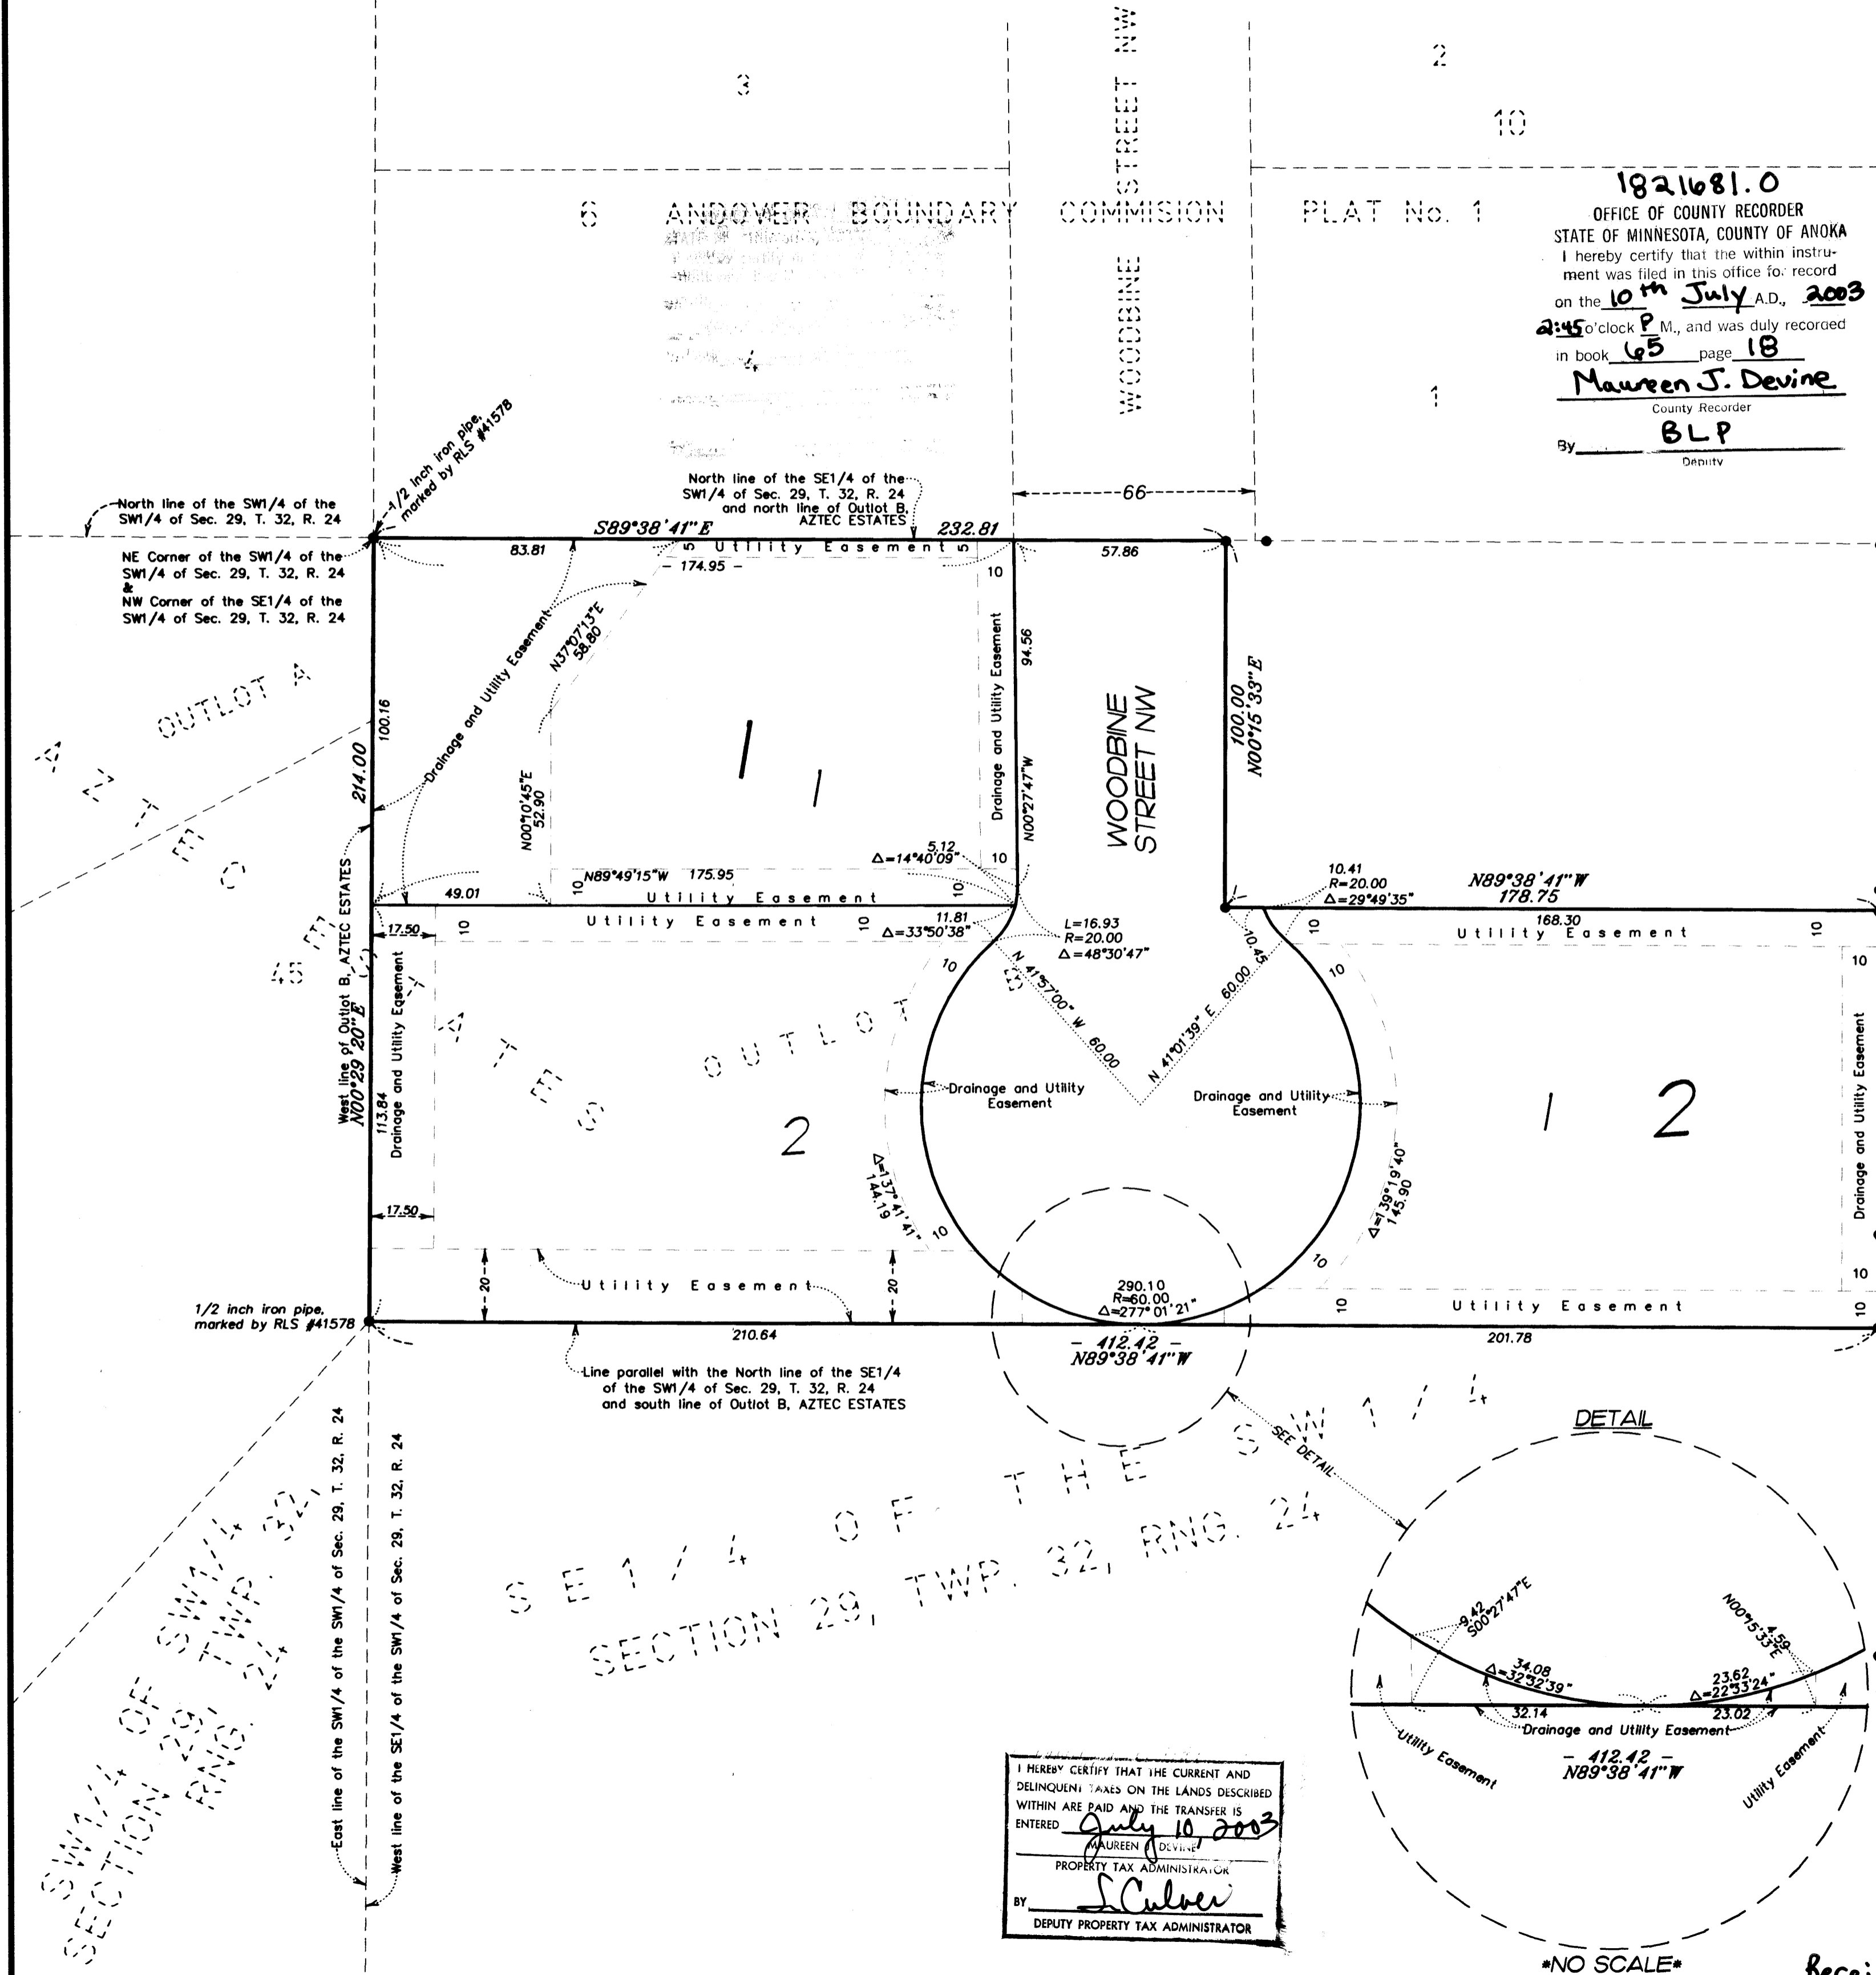 3
2
10
WOODBINE STREET NW
6 ANDOVER BOUNDARY COMMISION PLAT No. 1
1
1821681.0
OFFICE OF COUNTY RECORDER
STATE OF MINNESOTA, COUNTY OF ANOKA
I hereby certify that the within instru-
ment was filed in this office for record
on the 10th July A.D., 2003
2:45 o'clock P M., and was duly recorded
in book 65 page 18
Maureen J. Devine
County Recorder
By BLP
Deputy
1/2 inch iron pipe,
marked by RLS #41578
North line of the SW1/4 of the
SW1/4 of Sec. 29, T. 32, R. 24
NE Corner of the SW1/4 of the
SW1/4 of Sec. 29, T. 32, R. 24
&
NW Corner of the SE1/4 of the
SW1/4 of Sec. 29, T. 32, R. 24
North line of the SE1/4 of the
SW1/4 of Sec. 29, T. 32, R. 24
and north line of Outlot B,
AZTEC ESTATES
66
S89°38'41"E 232.81
83.81
5 Utility Easement 5
- 174.95 -
57.86
10
Drainage and Utility Easement
N37°07'13"E
58.80
Drainage and Utility Easement
94.56
N00°27'47"W
WOODBINE
STREET NW
100.00
N00°15'33"E
OUTLOT A
AZTEC ESTATES
100.16
214.00
N00°10'45"E
52.90
1
1
5.12
Δ=14°40'09"
10
N89°49'15"W 175.95
49.01
10
Utility Easement
10
Utility Easement
10
10
17.50
11.81
Δ=33°50'38"
L=16.93
R=20.00
Δ=48°30'47"
10.41
R=20.00
Δ=29°49'35"
N89°38'41"W
178.75
168.30
10
Utility Easement
10
10.45
10
10
10
45
West line of Outlot B, AZTEC ESTATES
N00°29'20"E
113.84
Drainage and Utility Easement
OUTLOT B
N 41°57'00" W 60.00
N 41°01'39" E 60.00
Drainage and Utility
Easement
Drainage and Utility
Easement
2
1
2
Drainage and Utility Easement
Δ=137°41'41"
144.19
Δ=139°19'40"
145.90
17.50
10
10
10
20
Utility Easement
20
290.10
R=60.00
Δ=277°01'21"
10
Utility Easement
10
1/2 inch iron pipe,
marked by RLS #41578
210.64
- 412.42 -
N89°38'41"W
201.78
Line parallel with the North line of the SE1/4
of the SW1/4 of Sec. 29, T. 32, R. 24
and south line of Outlot B, AZTEC ESTATES
East line of the SW1/4 of the SW1/4 of Sec. 29, T. 32, R. 24
West line of the SE1/4 of the SW1/4 of Sec. 29, T. 32, R. 24
SE1/4 OF THE SW1/4
SECTION 29, TWP. 32, RNG. 24
SW1/4 OF SW1/4
SECTION 29, TWP. 32,
RNG. 24
SEE DETAIL
DETAIL
9.42
S00°27'47"E
4.59
N00°15'33"E
34.08
Δ=32°32'39"
23.62
Δ=22°33'24"
32.14
23.02
Drainage and Utility Easement
Utility Easement
Utility Easement
- 412.42 -
N89°38'41"W
*NO SCALE*
I HEREBY CERTIFY THAT THE CURRENT AND
DELINQUENT TAXES ON THE LANDS DESCRIBED
WITHIN ARE PAID AND THE TRANSFER IS
ENTERED July 10, 2003
MAUREEN J DEVINE
PROPERTY TAX ADMINISTRATOR
BY L Culver
DEPUTY PROPERTY TAX ADMINISTRATOR